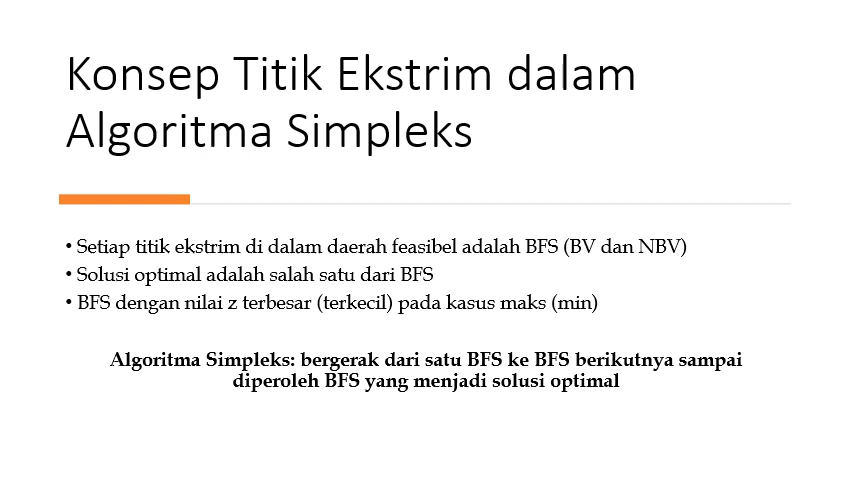 Konsep Titik Ekstrim dalam
Algoritma Simpleks
• Setiap titik ekstrim di dalam daerah feasibel adalah BFS (BV dan NBV)
• Solusi optimal adalah salah satu dari BFS
• BFS dengan nilai z terbesar (terkecil) pada kasus maks (min)
Algoritma Simpleks: bergerak dari satu BFS ke BFS berikutnya sampai
diperoleh BFS yang menjadi solusi optimal